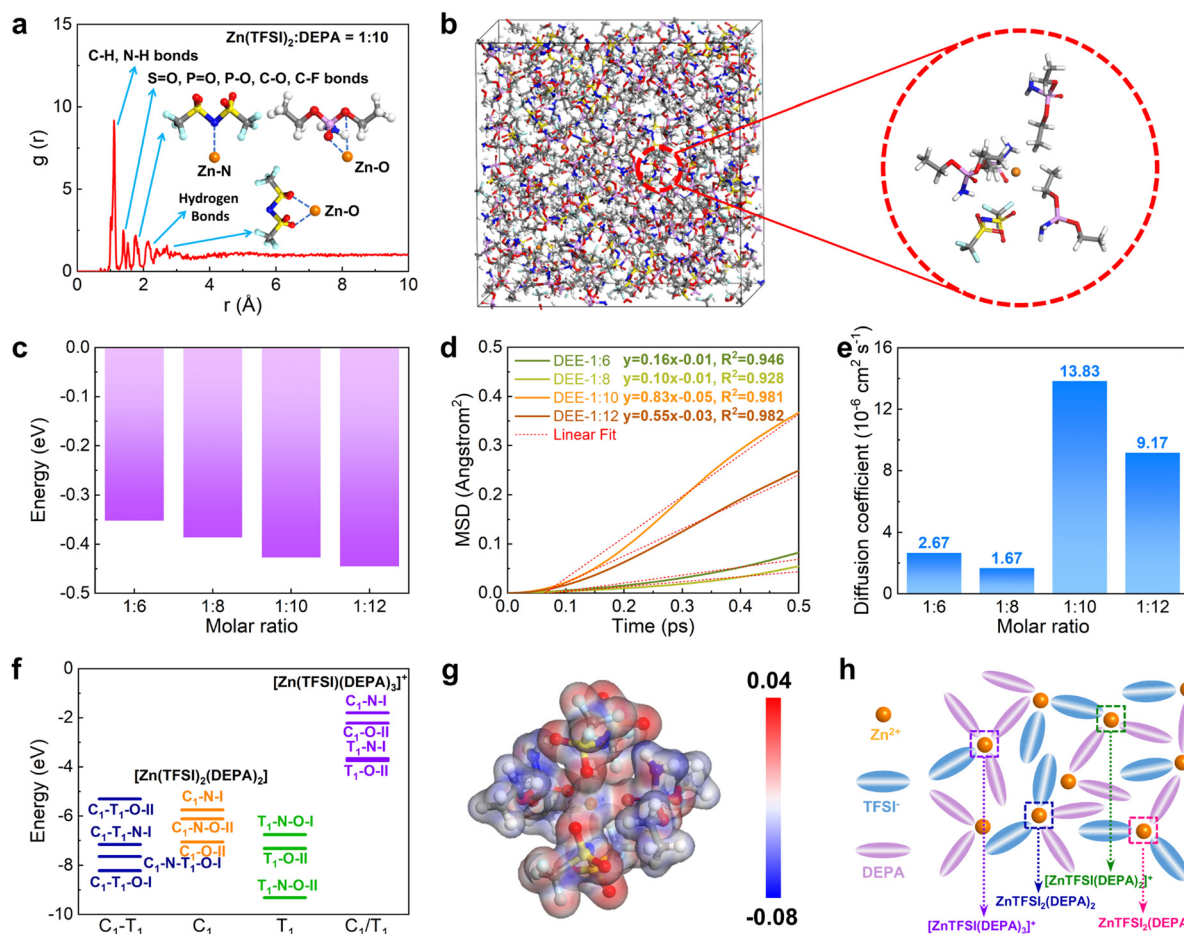 a
Zn(TFSI)₂:DEPA = 1:10
C-H, N-H bonds
S=O, P=O, P-O, C-O, C-F bonds
Zn-N
Zn-O
Zn-O
Hydrogen
Bonds
15
10
5
0
g (r)
0 2 4 6 8 10
r (Å)
b
c
0.0
-0.1
-0.2
-0.3
-0.4
-0.5
Energy (eV)
1:6 1:8 1:10 1:12
Molar ratio
d
DEE-1:6 y=0.16x-0.01, R²=0.946
DEE-1:8 y=0.10x-0.01, R²=0.928
DEE-1:10 y=0.83x-0.05, R²=0.981
DEE-1:12 y=0.55x-0.03, R²=0.982
Linear Fit
0.5
0.4
0.3
0.2
0.1
0.0
MSD (Angstrom²)
0.0 0.1 0.2 0.3 0.4 0.5
Time (ps)
e
16
12
8
4
0
Diffusion coefficient (10⁻⁶ cm² s⁻¹)
2.67
1.67
13.83
9.17
1:6 1:8 1:10 1:12
Molar ratio
f
0
-2
-4
-6
-8
-10
Energy (eV)
[Zn(TFSI)(DEPA)₃]⁺
C₁-N-I
C₁-O-II
T₁-N-I
T₁-O-II
[Zn(TFSI)₂(DEPA)₂]
C₁-T₁-O-II
C₁-T₁-N-I
C₁-N-T₁-O-I
C₁-T₁-O-I
C₁-N-I
C₁-N-O-II
C₁-O-II
T₁-N-O-I
T₁-O-II
T₁-N-O-II
C₁-T₁ C₁ T₁ C₁/T₁
g
0.04
-0.08
h
Zn²⁺
TFSI⁻
DEPA
[ZnTFSI(DEPA)₂]⁺
ZnTFSI₂(DEPA)₂
[ZnTFSI(DEPA)₃]⁺
ZnTFSI₂(DEPA